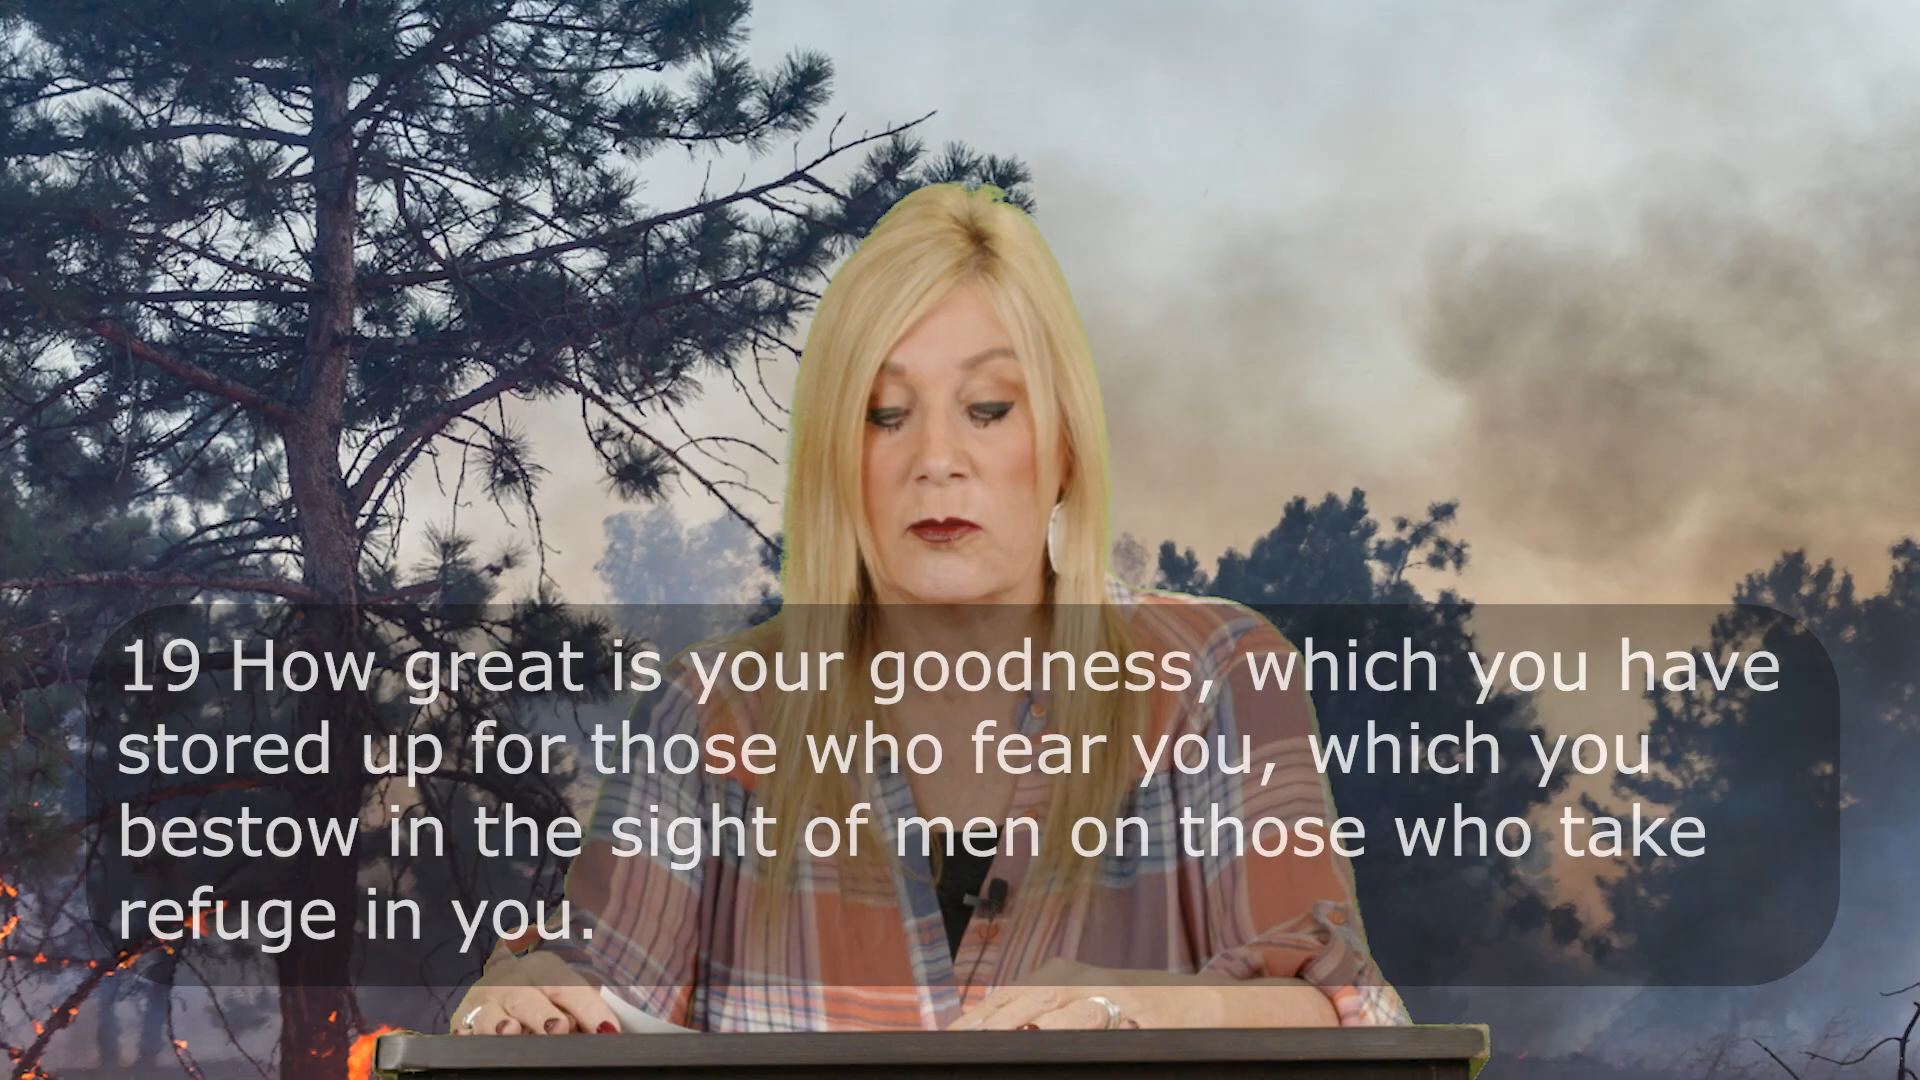 19 How great is your goodness, which you have
stored up for those who fear you, which you
bestow in the sight of men on those who take
refuge in you.